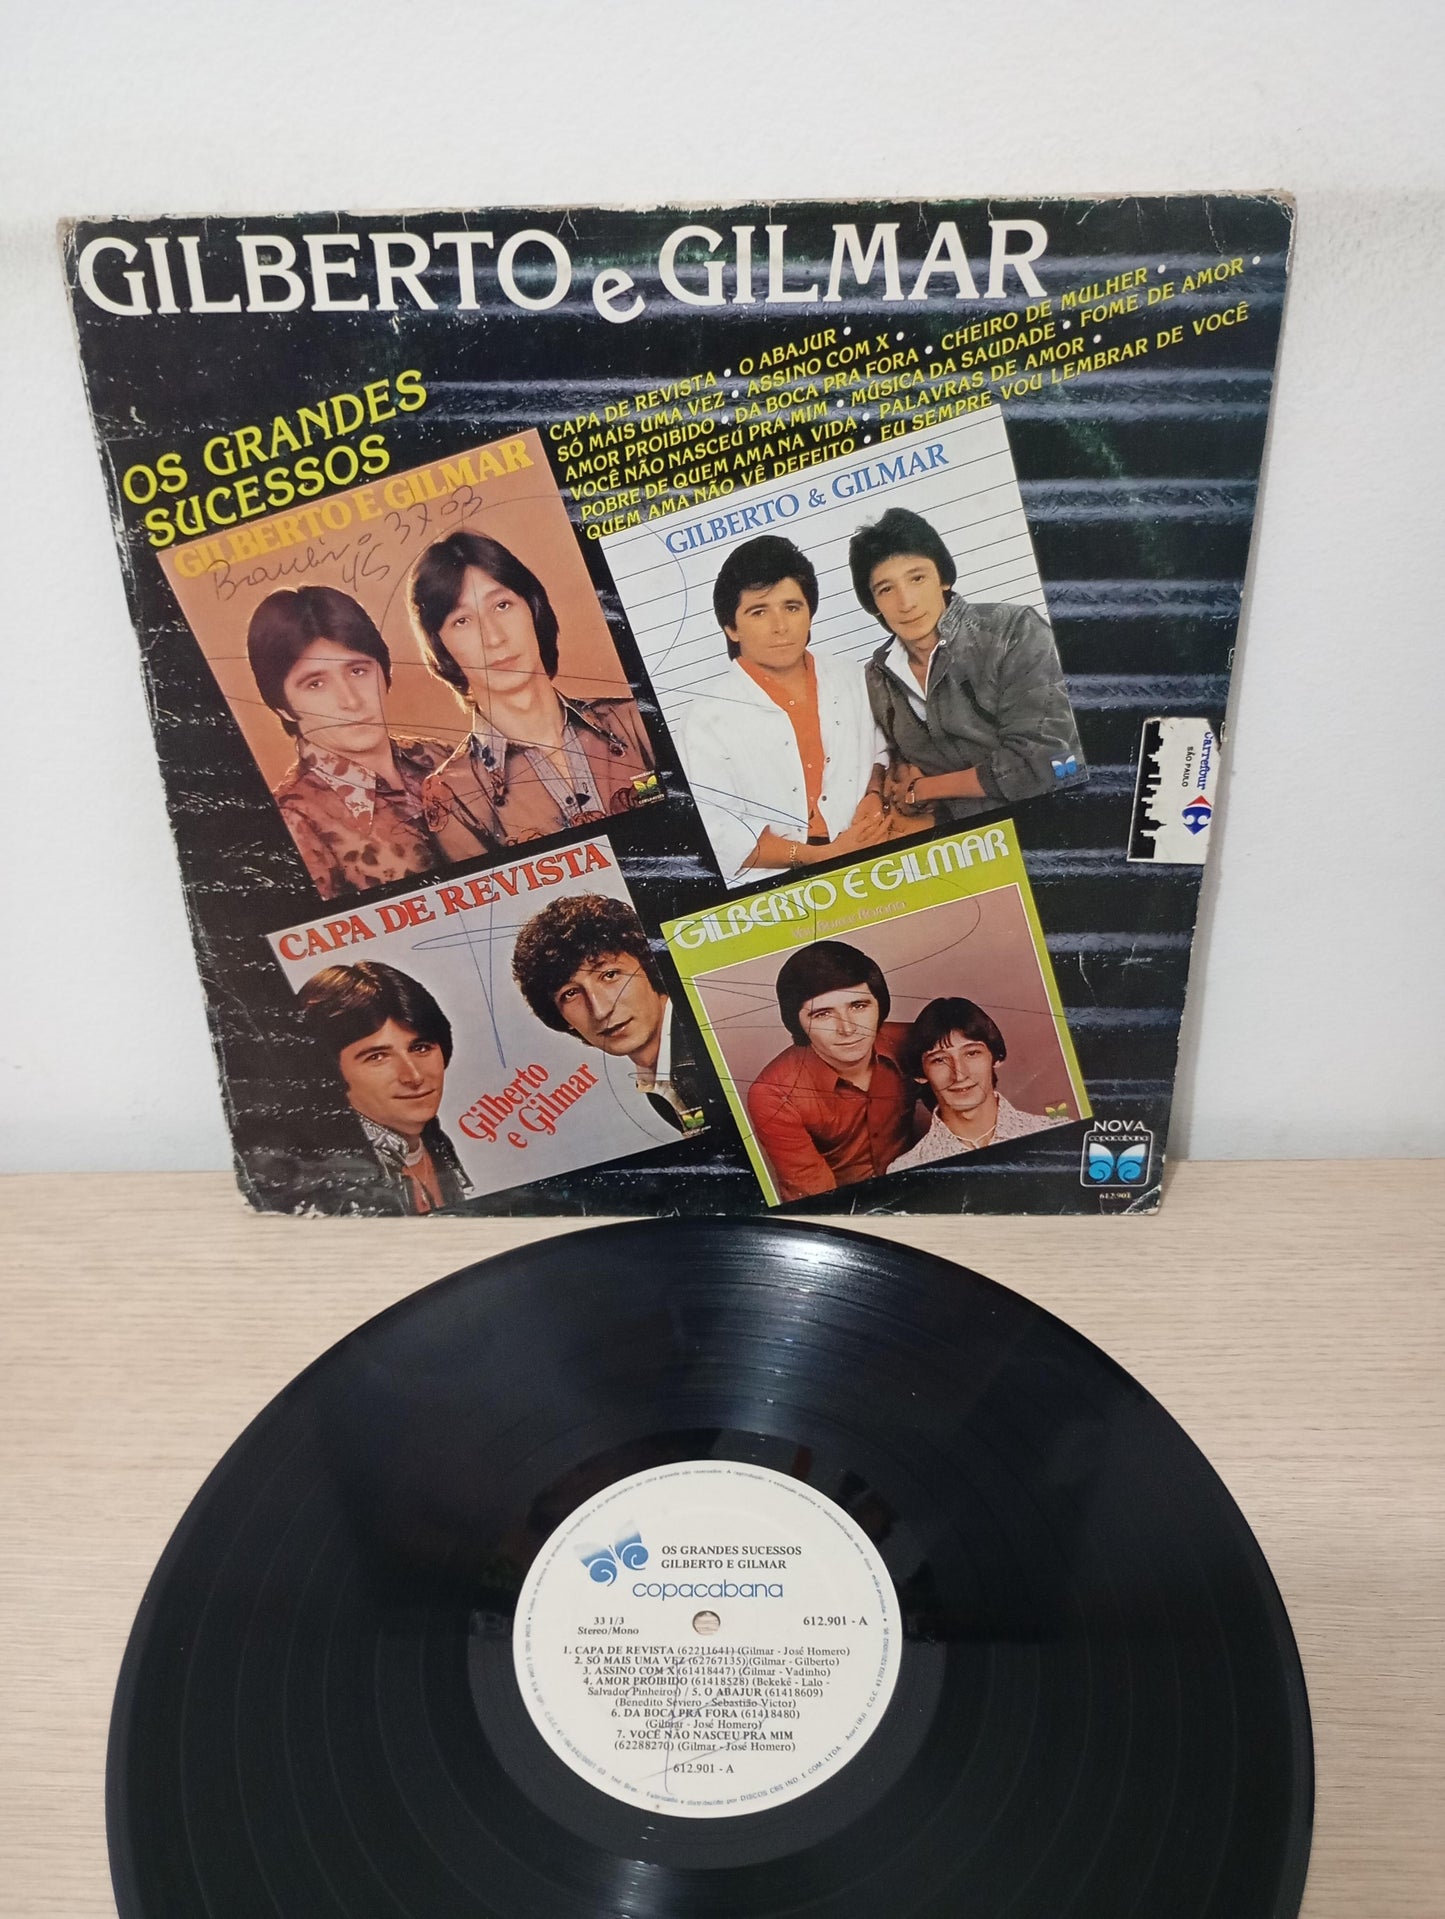 GILBERTO e GILMAR
OS GRANDES
SUCESSOS
CAPA DE REVISTA • O ABAJUR •
SÓ MAIS UMA VEZ • ASSINO COM X •
AMOR PROIBIDO • DA BOCA PRA FORA • CHEIRO DE MULHER •
VOCÊ NÃO NASCEU PRA MIM • MÚSICA DA SAUDADE • FOME DE AMOR •
POBRE DE QUEM AMA NA VIDA • PALAVRAS DE AMOR •
QUEM AMA NÃO VÊ DEFEITO • EU SEMPRE VOU LEMBRAR DE VOCÊ
GILBERTO E GILMAR
3703
45
GILBERTO & GILMAR
Carrefour
SÃO PAULO
CAPA DE REVISTA
Gilberto
e Gilmar
GILBERTO E GILMAR
NOVA
copacabana
612.901
OS GRANDES SUCESSOS
GILBERTO E GILMAR
copacabana
33 1/3
Stereo/Mono
612.901 - A
1. CAPA DE REVISTA (62211641) (Gilmar - José Homero)
2. SÓ MAIS UMA VEZ (62767135) (Gilmar - Gilberto)
3. ASSINO COM X (61418447) (Gilmar - Vadinho)
4. AMOR PROIBIDO (61418528) (Bekekê - Lalo -
Salvador Pinheiro) / 5. O ABAJUR (61418609)
(Benedito Seviero - Sebastião Victor)
6. DA BOCA PRA FORA (61418480)
(Gilmar - José Homero)
7. VOCÊ NÃO NASCEU PRA MIM
(62288270) (Gilmar - José Homero)
612.901 - A